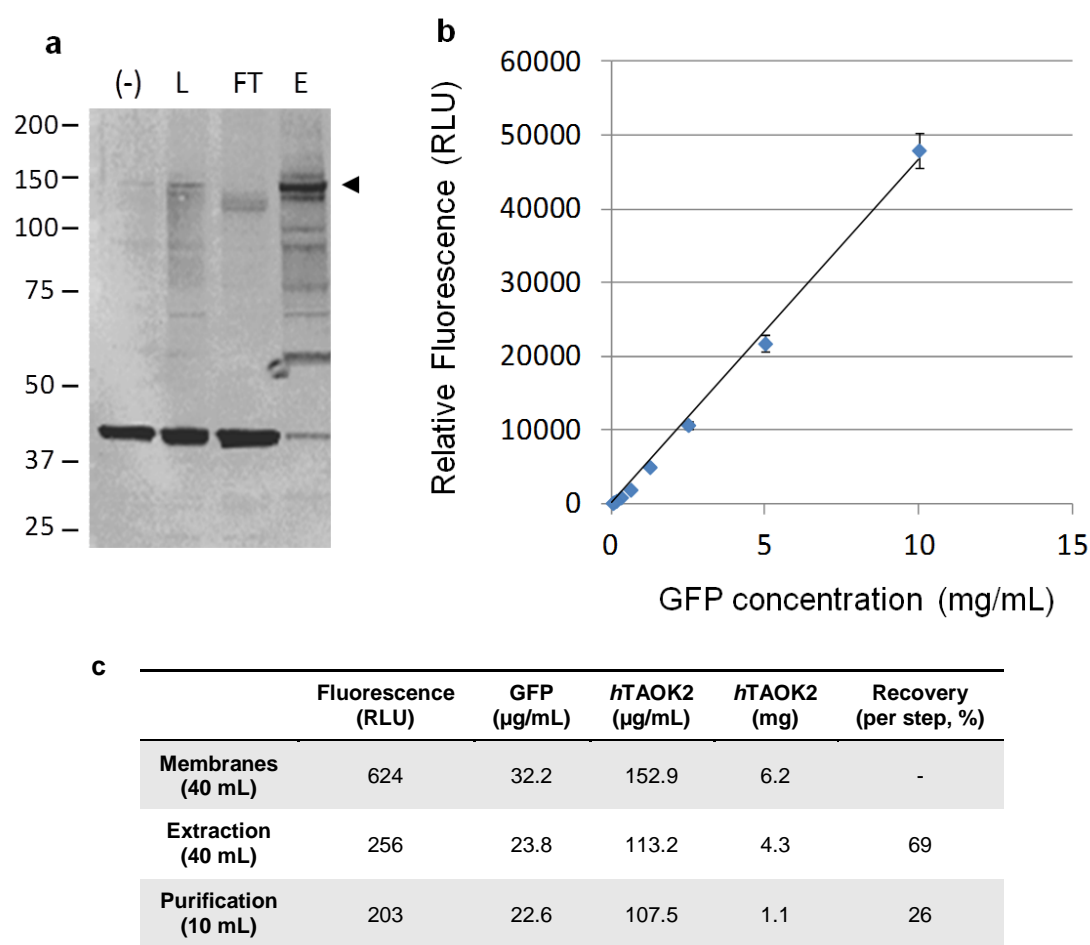 a
(-) L FT E
200
150
100
75
50
37
25
b
Relative Fluorescence (RLU)
60000
50000
40000
30000
20000
10000
0
0 5 10 15
GFP concentration (mg/mL)
c
Fluorescence GFP hTAOK2 hTAOK2 Recovery
(RLU) (µg/mL) (µg/mL) (mg) (per step, %)
Membranes
(40 mL) 624 32.2 152.9 6.2 -
Extraction
(40 mL) 256 23.8 113.2 4.3 69
Purification
(10 mL) 203 22.6 107.5 1.1 26